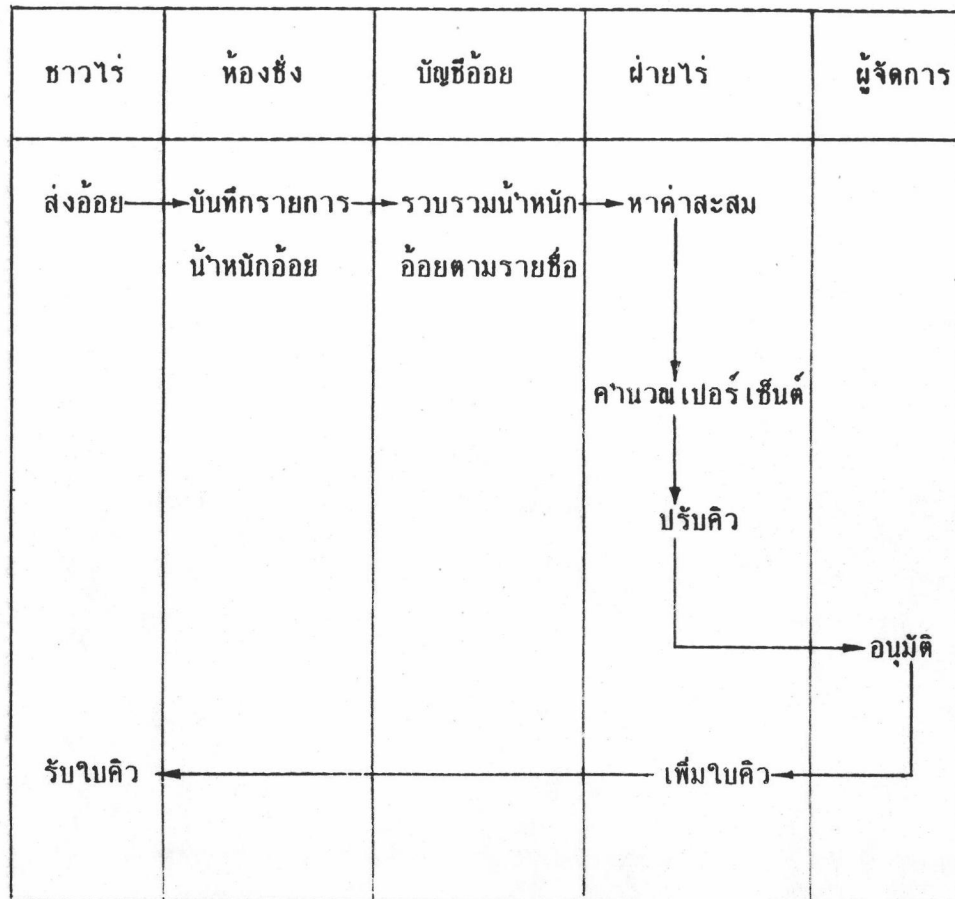 ชาวไร่ ห้องชั่ง บัญชีอ้อย ฝ่ายไร่ ผู้จัดการ
ส่งอ้อย บันทึกรายการ รวบรวมน้ำหนัก หาค่าสะสม
น้ำหนักอ้อย อ้อยตามรายชื่อ
คำนวณเปอร์เซ็นต์
ปรับคิว
อนุมัติ
รับใบคิว เพิ่มใบคิว